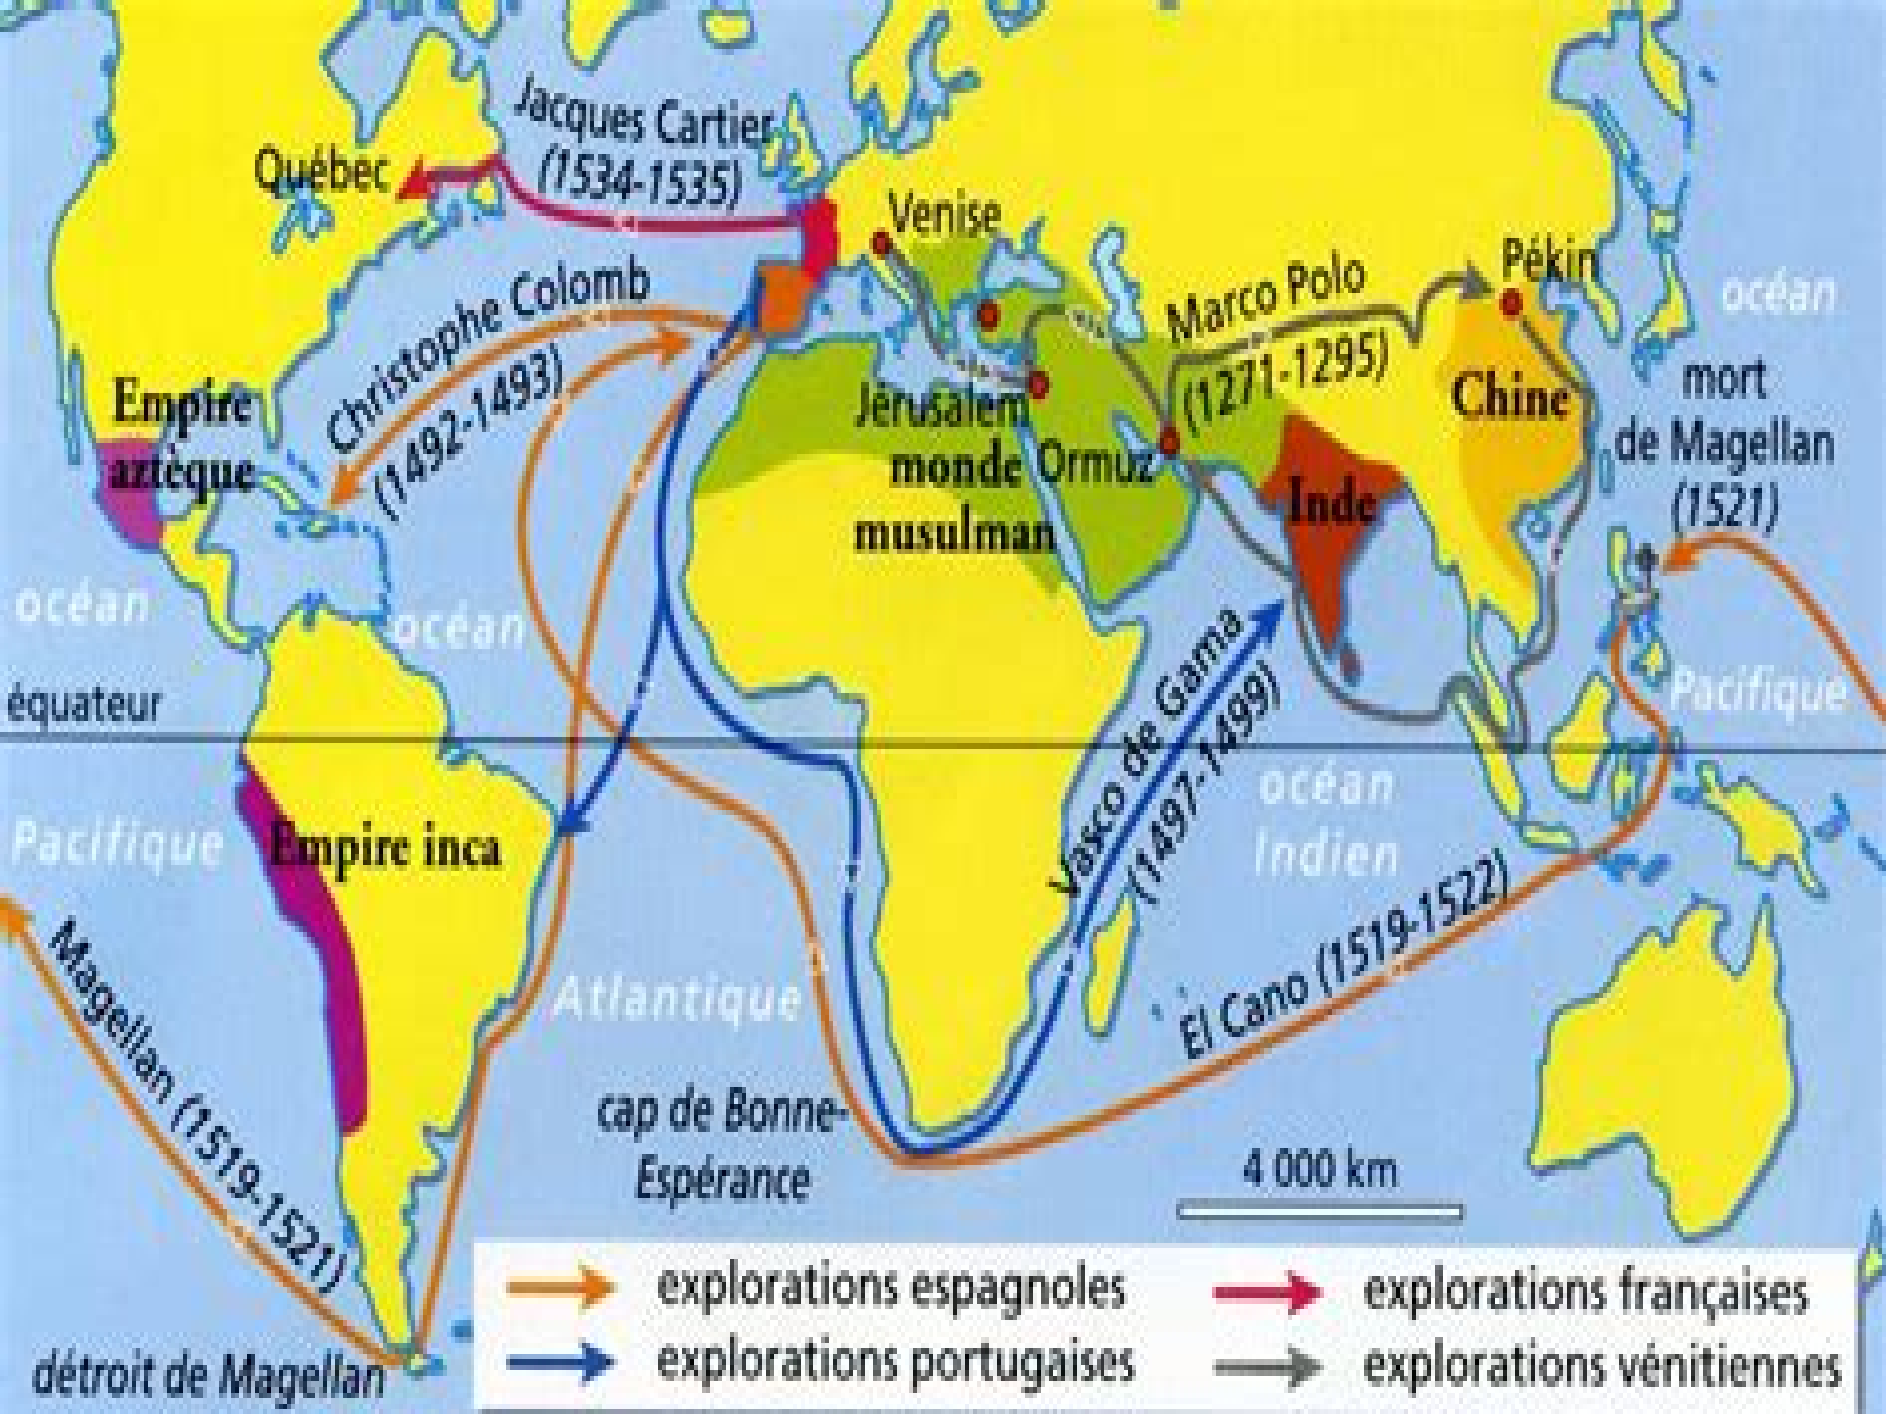 Jacques Cartier
(1534-1535)
Québec
Venise
Pékin
océan
Christophe Colomb
(1492-1493)
Marco Polo
(1271-1295)
Empire
aztèque
Jérusalem
monde
musulman
Ormuz
Inde
Chine
mort
de Magellan
(1521)
océan
Pacifique
océan
Atlantique
équateur
Pacifique
Empire inca
Vasco de Gama
(1497-1499)
océan
Indien
El Cano (1519-1522)
Magellan (1519-1521)
cap de Bonne-
Espérance
détroit de Magellan
4 000 km
explorations espagnoles
explorations portugaises
explorations françaises
explorations vénitiennes